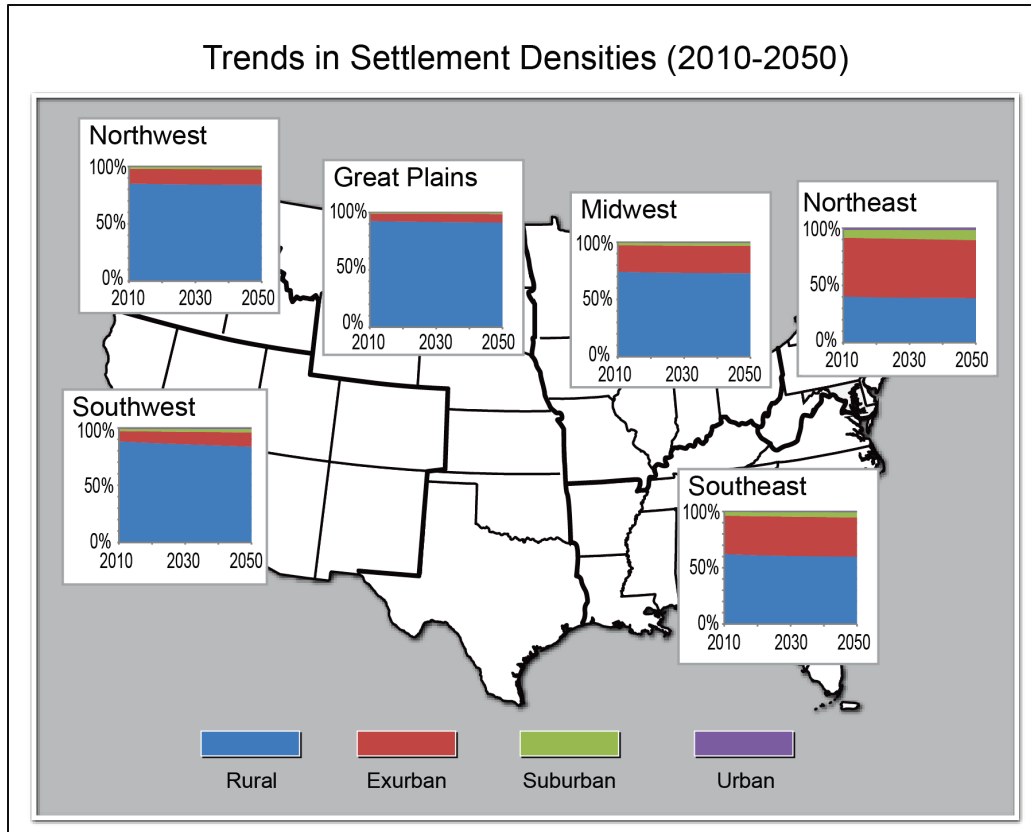 Trends in Settlement Densities (2010-2050)
Northwest
100%
50%
0%
2010 2030 2050
Great Plains
100%
50%
0%
2010 2030 2050
Midwest
100%
50%
0%
2010 2030 2050
Northeast
100%
50%
0%
2010 2030 2050
Southwest
100%
50%
0%
2010 2030 2050
Southeast
100%
50%
0%
2010 2030 2050
Rural Exurban Suburban Urban